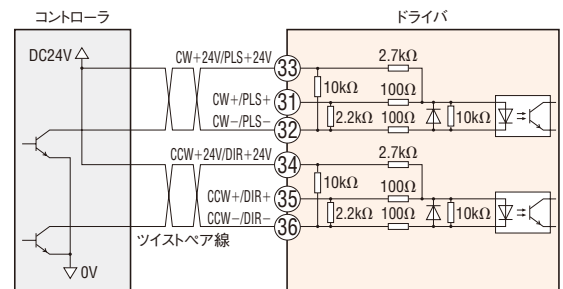 コントローラ
ドライバ
DC24V
CW+24V/PLS+24V
33
2.7kΩ
10kΩ
CW+/PLS+
31
100Ω
CW−/PLS−
32
2.2kΩ
100Ω
10kΩ
CCW+24V/DIR+24V
34
2.7kΩ
10kΩ
CCW+/DIR+
35
100Ω
CCW−/DIR−
36
2.2kΩ
100Ω
10kΩ
ツイストペア線
0V